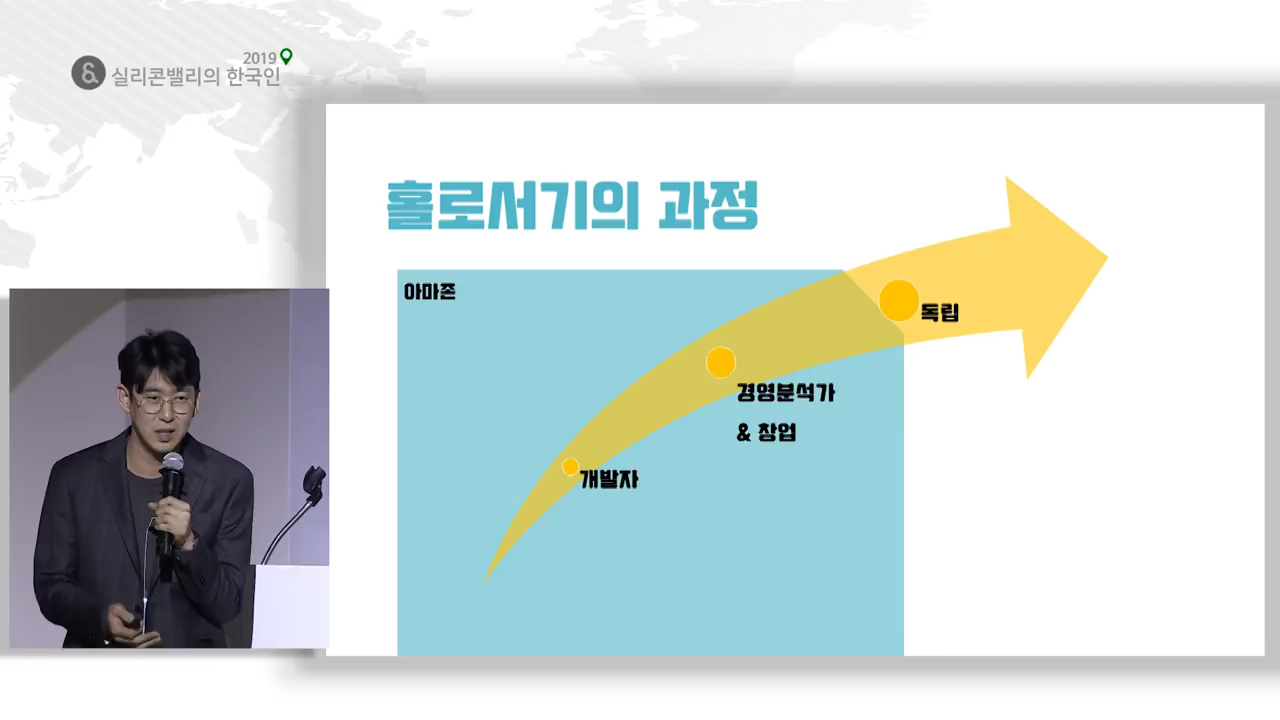 2019
& 실리콘밸리의 한국인
홀로서기의 과정
아마존
독립
경영분석가
& 창업
개발자